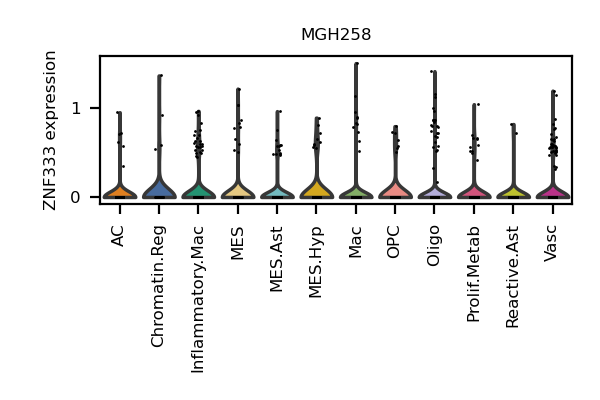 MGH258
ZNF333 expression
1
0
AC
Chromatin.Reg
Inflammatory.Mac
MES
MES.Ast
MES.Hyp
Mac
OPC
Oligo
Prolif.Metab
Reactive.Ast
Vasc